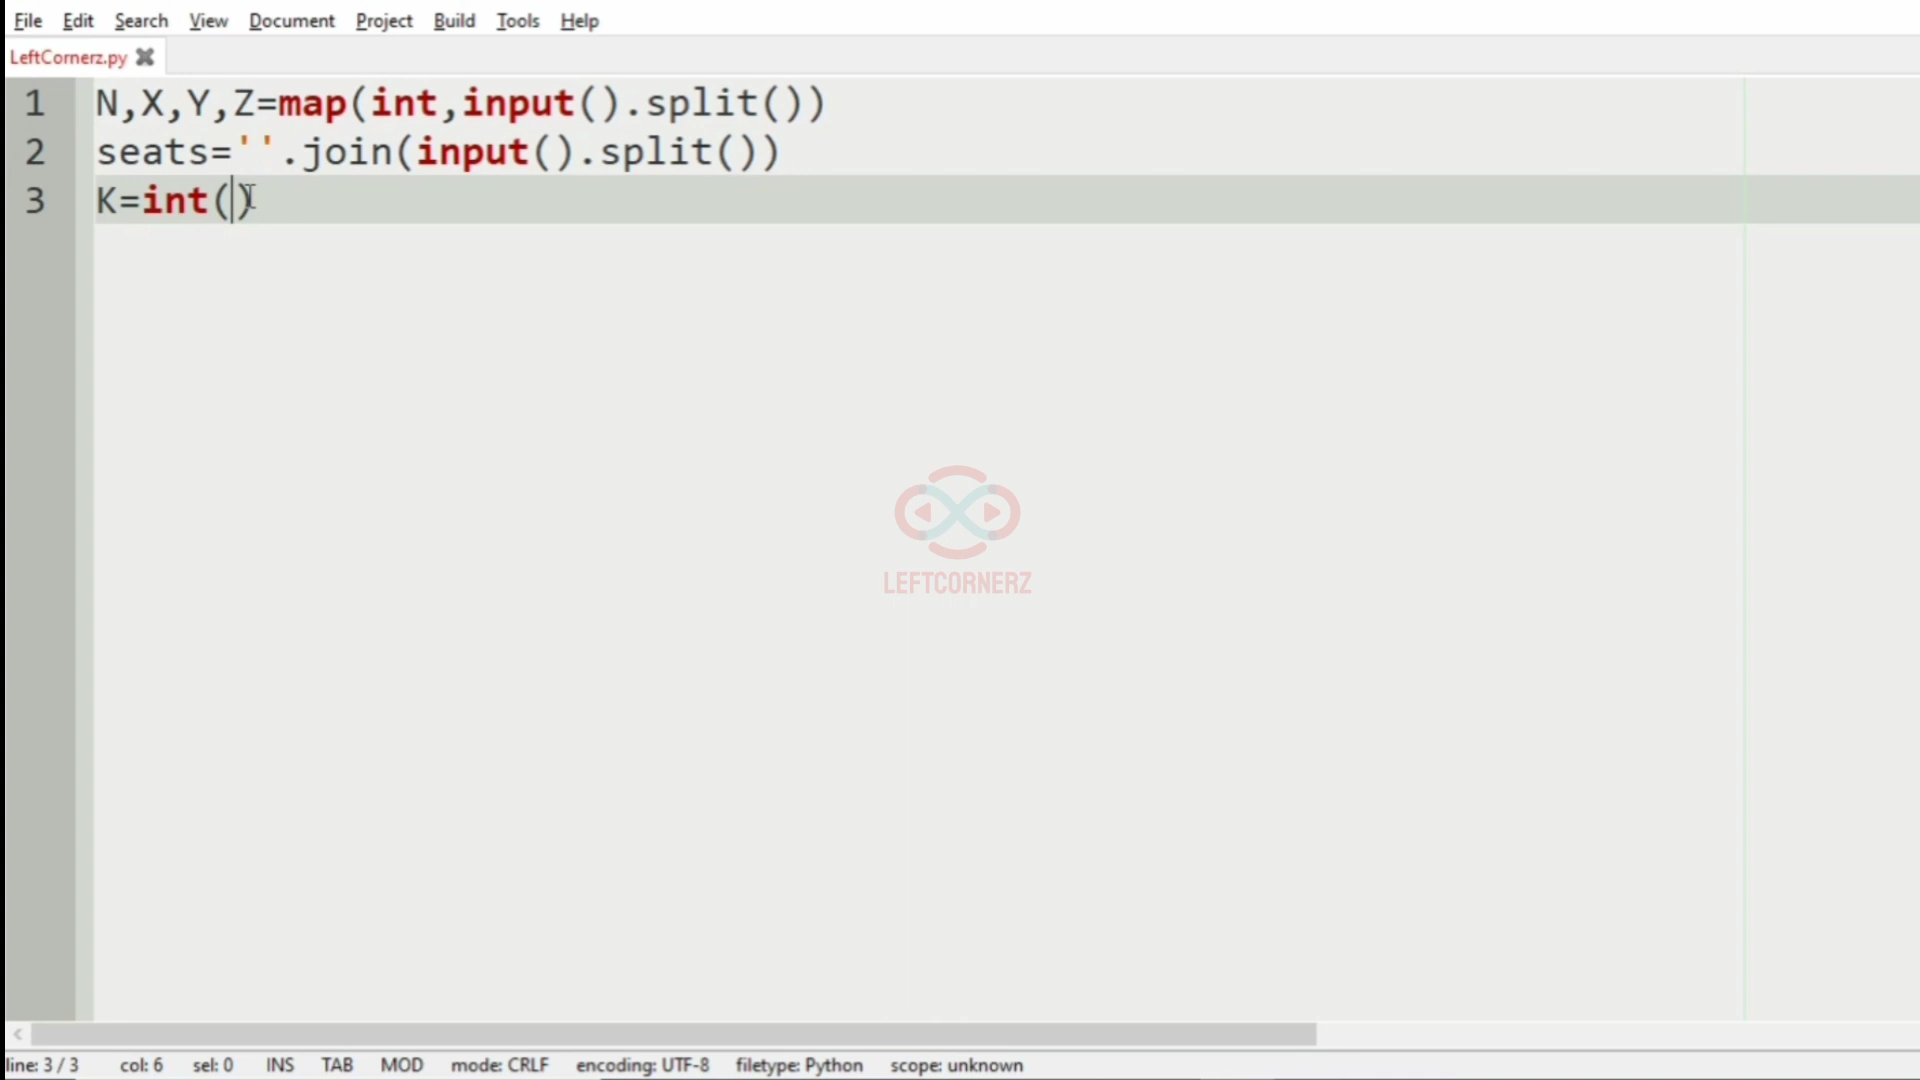 File Edit Search View Document Project Build Tools Help
LeftCornerz.py
1 N,X,Y,Z=map(int,input().split())
2 seats=''.join(input().split())
3 K=int()
LEFTCORNERZ
line: 3 / 3 col: 6 sel: 0 INS TAB MOD mode: CRLF encoding: UTF-8 filetype: Python scope: unknown